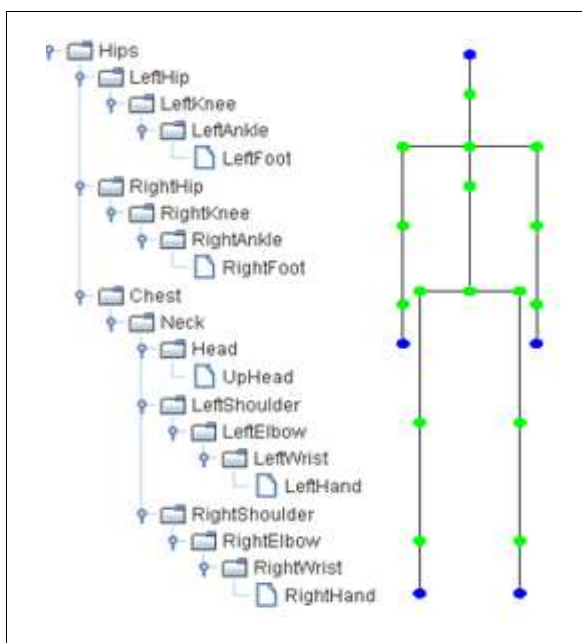 Hips
LeftHip
LeftKnee
LeftAnkle
LeftFoot
RightHip
RightKnee
RightAnkle
RightFoot
Chest
Neck
Head
UpHead
LeftShoulder
LeftElbow
LeftWrist
LeftHand
RightShoulder
RightElbow
RightWrist
RightHand